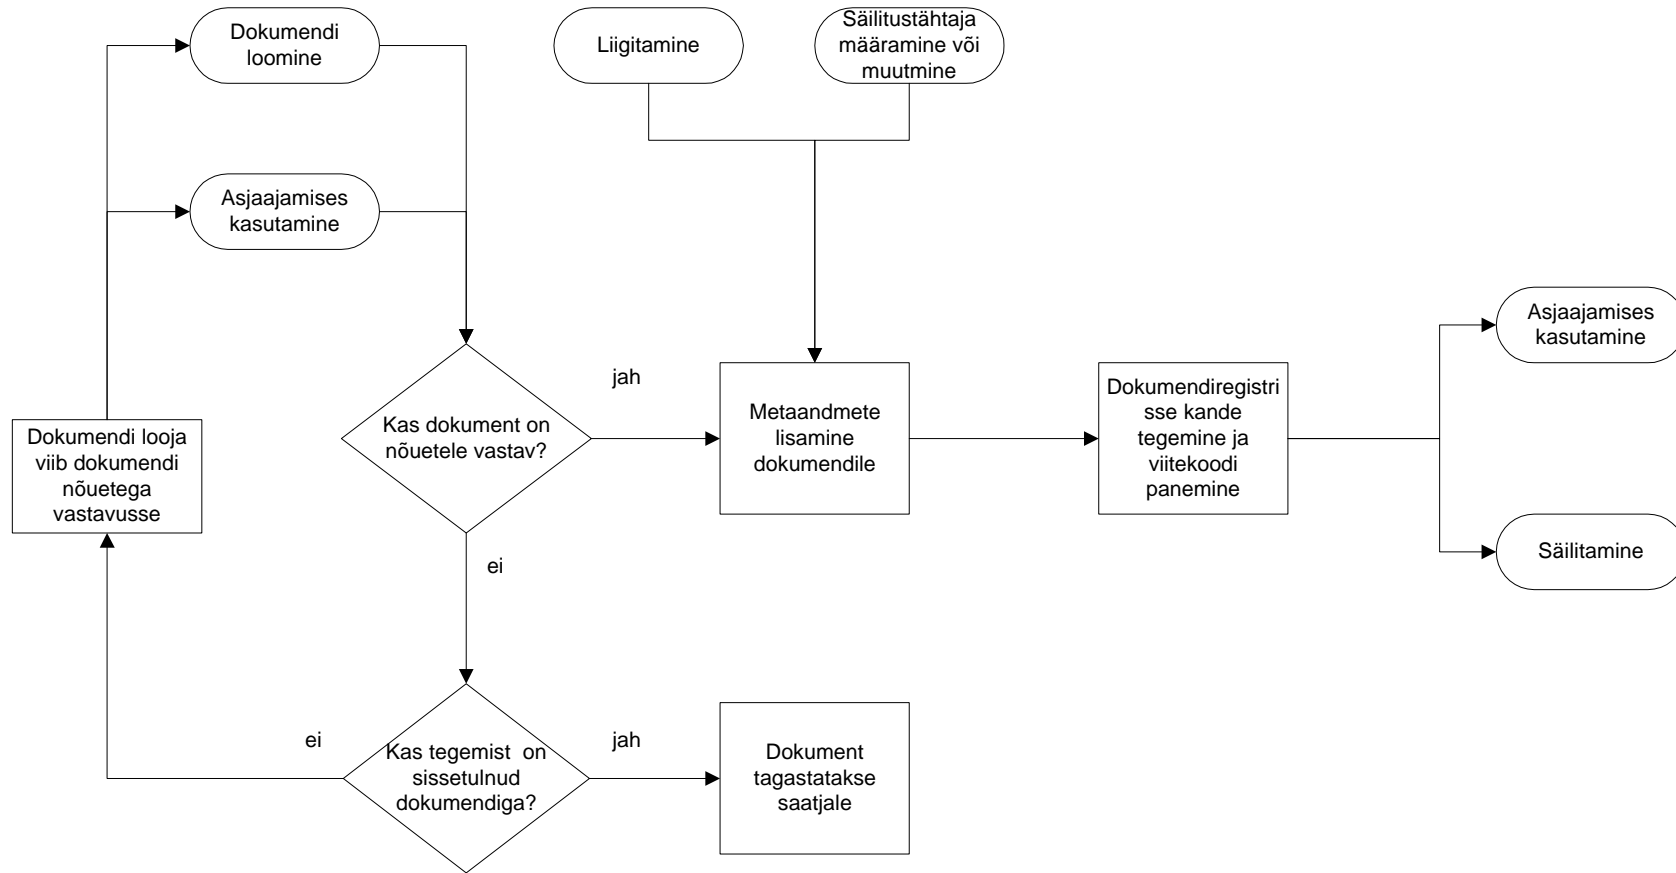 Dokumendi
loomine
Liigitamine
Säilitustähtaja
määramine või
muutmine
Asjaajamises
kasutamine
Asjaajamises
kasutamine
jah
Kas dokument on
nõuetele vastav?
Metaandmete
lisamine
dokumendile
Dokumendiregistri
sse kande
tegemine ja
viitekoodi
panemine
Dokumendi looja
viib dokumendi
nõuetega
vastavusse
Säilitamine
ei
ei
Kas tegemist  on
sissetulnud
dokumendiga?
jah
Dokument
tagastatakse
saatjale